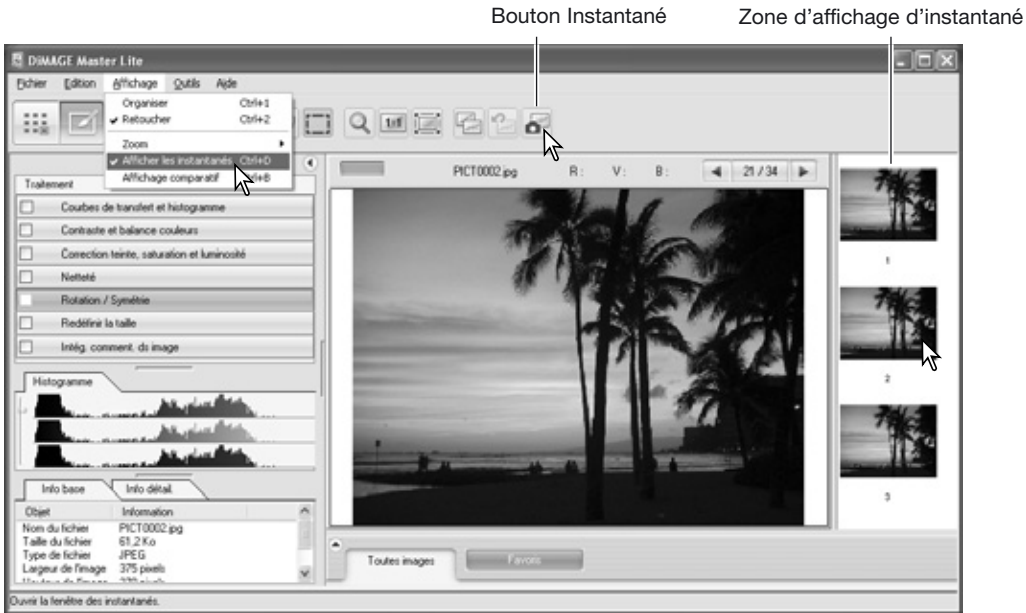 Bouton Instantané
Zone d’affichage d’instantané
DiMAGE Master Lite
Fichier Edition Affichage Outils Aide
Organiser Ctrl+1
Retoucher Ctrl+2
Zoom
Afficher les instantanés Ctrl+D
Affichage comparatif Ctrl+B
1:1
PICT0002.jpg R: V: B: 21 / 34
Traitement
Courbes de transfert et histogramme
Contraste et balance couleurs
Correction teinte, saturation et luminosité
Netteté
Rotation / Symétrie
Redéfinir la taille
Intég. comment. ds image
Histogramme
Info base Info détail.
Objet Information
Nom du fichier PICT0002.jpg
Taille du fichier 61,2 Ko
Type de fichier JPEG
Largeur de l'image 375 pixels
1
2
3
Toutes images Favoris
Ouvrir la fenêtre des instantanés.